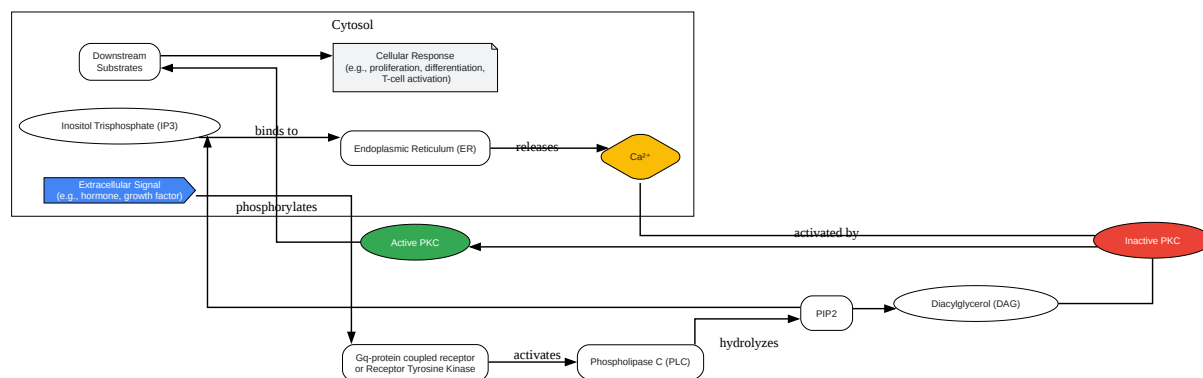 Cytosol
Downstream
Substrates
Cellular Response
(e.g., proliferation, differentiation,
T-cell activation)
Inositol Trisphosphate (IP3)
binds to
Endoplasmic Reticulum (ER)
releases
Ca²⁺
Extracellular Signal
(e.g., hormone, growth factor)
phosphorylates
Active PKC
activated by
Inactive PKC
PIP2
Diacylglycerol (DAG)
hydrolyzes
Gq-protein coupled receptor
or Receptor Tyrosine Kinase
activates
Phospholipase C (PLC)